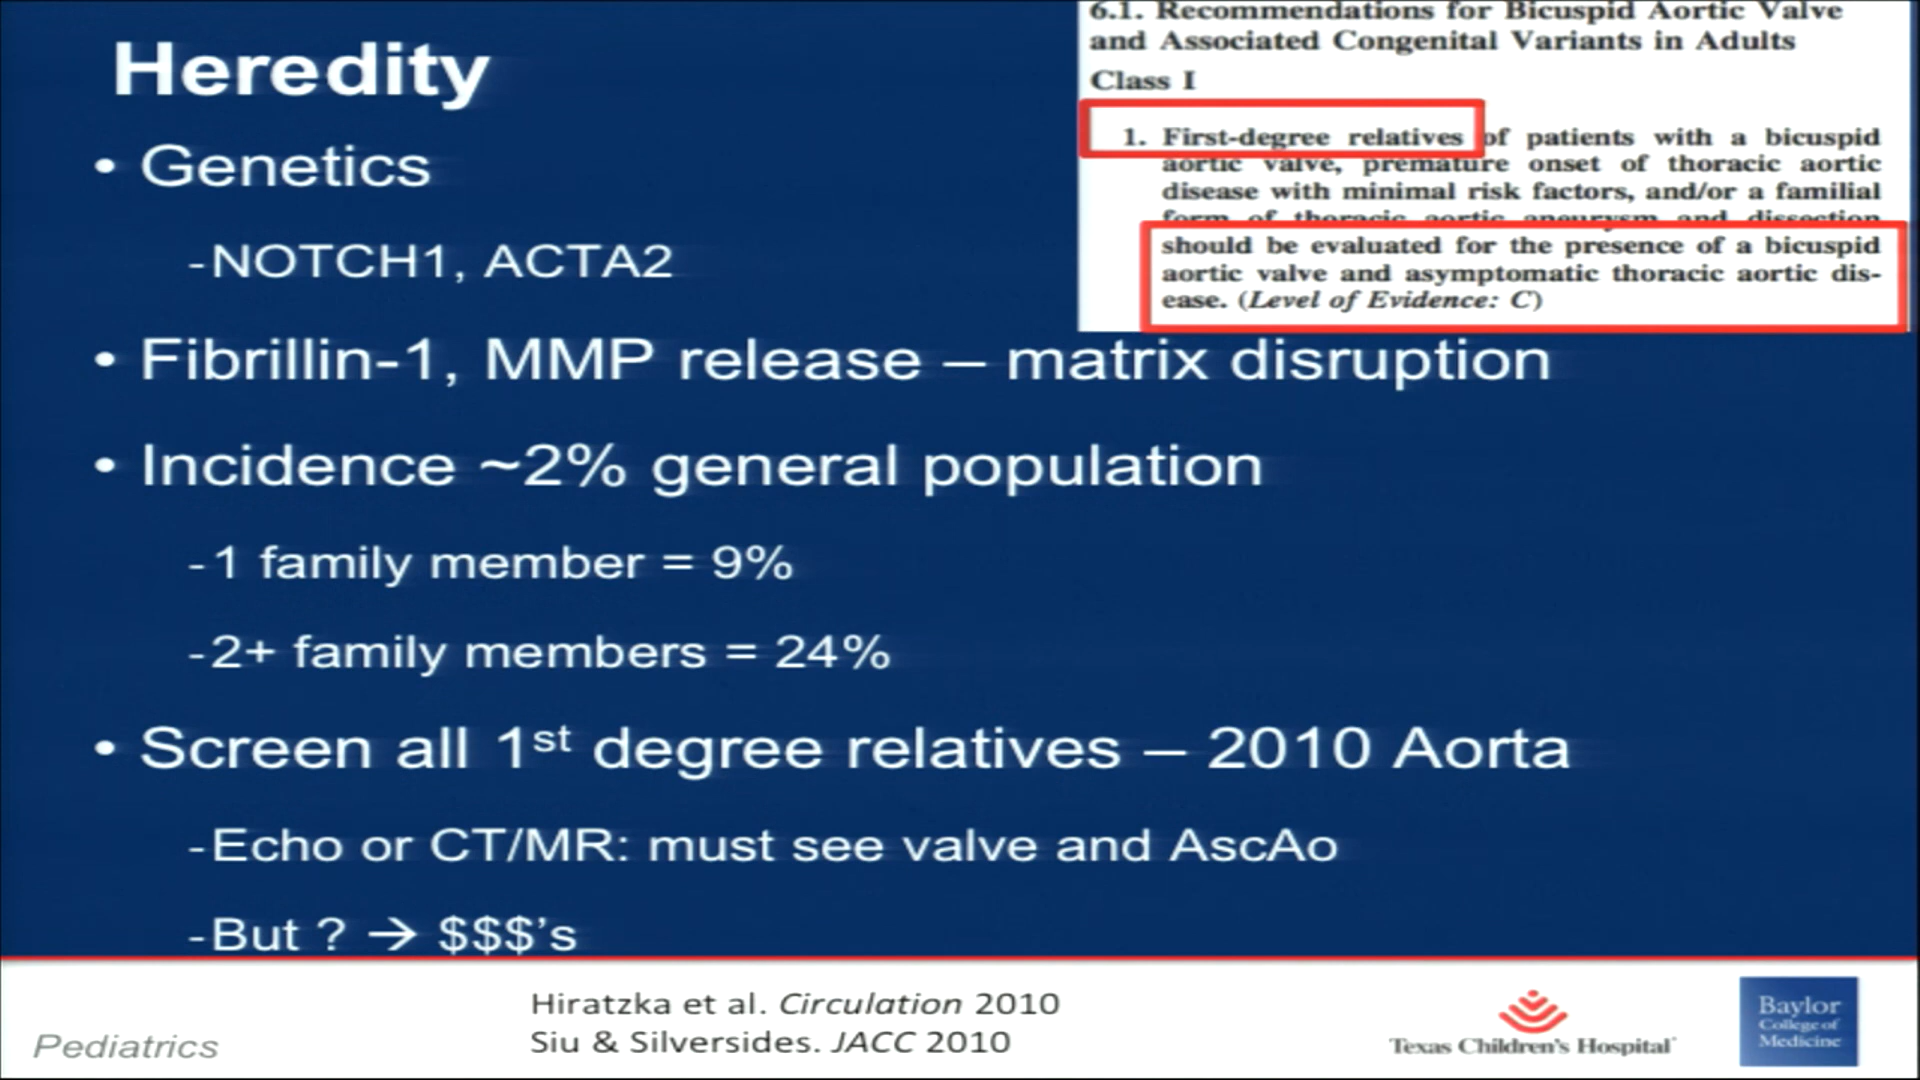 Heredity
• Genetics
-NOTCH1, ACTA2
• Fibrillin-1, MMP release – matrix disruption
• Incidence ~2% general population
-1 family member = 9%
-2+ family members = 24%
• Screen all 1st degree relatives – 2010 Aorta
-Echo or CT/MR: must see valve and AscAo
-But ? → $$$'s
6.1. Recommendations for Bicuspid Aortic Valve
and Associated Congenital Variants in Adults
Class I
1. First-degree relatives of patients with a bicuspid
aortic valve, premature onset of thoracic aortic
disease with minimal risk factors, and/or a familial
form of thoracic aortic aneurysm and dissection
should be evaluated for the presence of a bicuspid
aortic valve and asymptomatic thoracic aortic dis-
ease. (Level of Evidence: C)
Pediatrics
Hiratzka et al. Circulation 2010
Siu & Silversides. JACC 2010
Texas Children's Hospital
Baylor
College of
Medicine